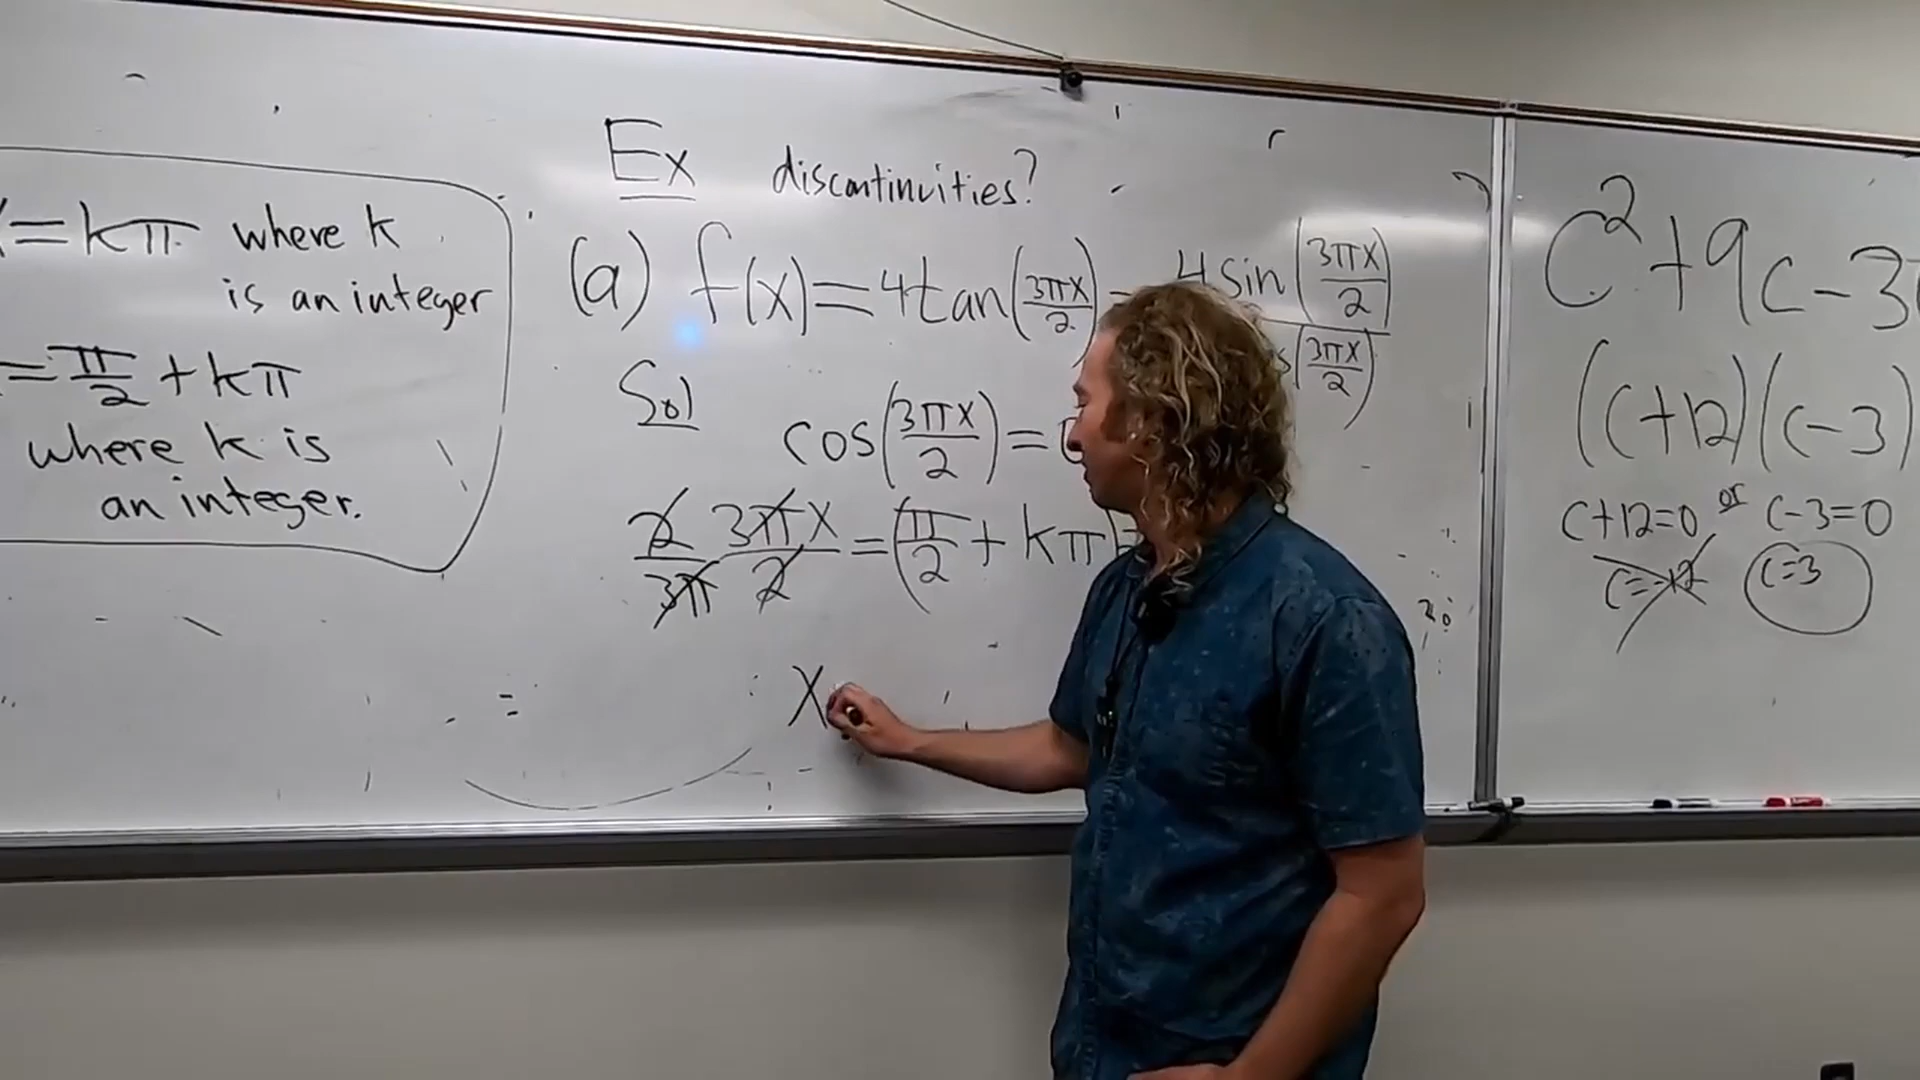 = kπ where k
is an integer
= π/2 + kπ
where k is
an integer.
Ex discontinuities?
(a) f(x) = 4tan(3πx/2) = 4sin(3πx/2)/(3πx/2)
Sol
cos(3πx/2) =
2/3π 3πx/2 = (π/2 + kπ)
x
c² + 9c - 3
(c+12)(c-3)
c+12=0 or c-3=0
c=-12 c=3